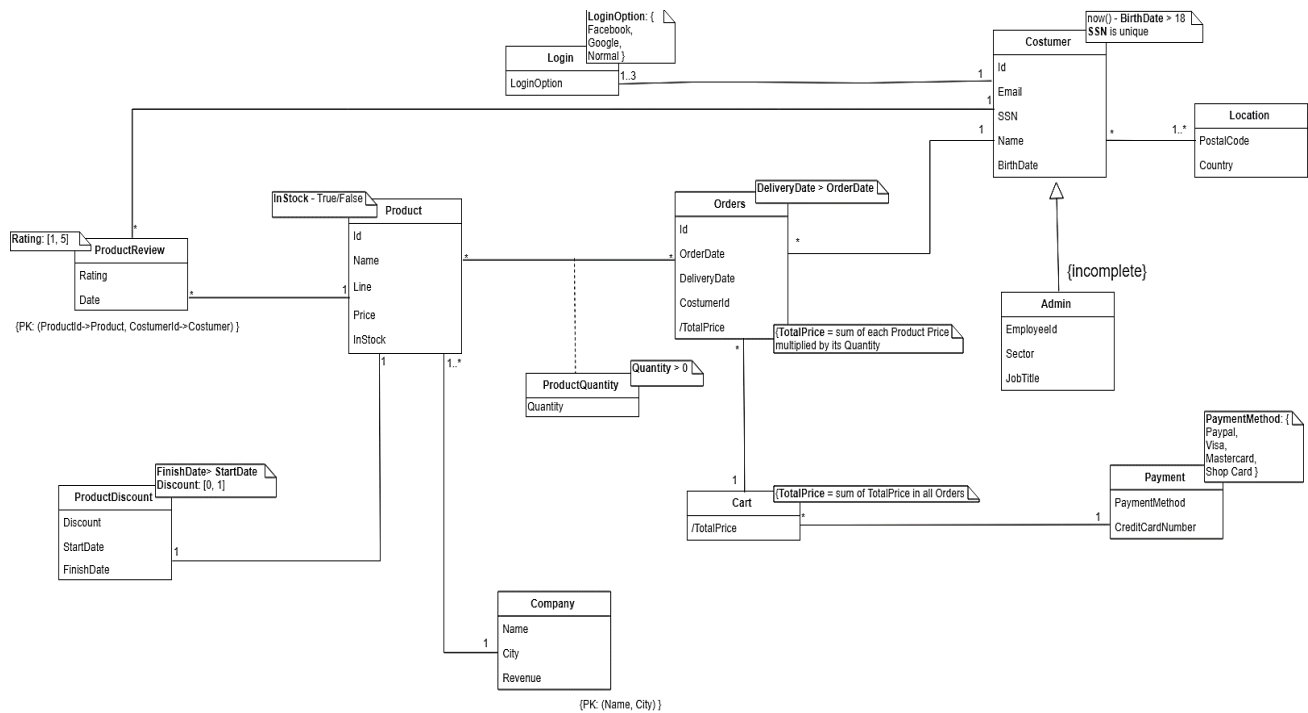 LoginOption: {
Facebook,
Google,
Normal }
Login
LoginOption
1..3
1
now() - BirthDate > 18
SSN is unique
Costumer
Id
Email
SSN
Name
BirthDate
1
1
*
1..*
Location
PostalCode
Country
InStock - True/False
Product
Id
Name
Line
Price
InStock
DeliveryDate > OrderDate
Orders
Id
OrderDate
DeliveryDate
CostumerId
/TotalPrice
*
*
*
{TotalPrice = sum of each Product Price
multiplied by its Quantity
*
Rating: [1, 5]
ProductReview
Rating
Date
*
*
1
{PK: (ProductId->Product, CostumerId->Costumer) }
{incomplete}
Admin
EmployeeId
Sector
JobTitle
1
1..*
Quantity > 0
ProductQuantity
Quantity
PaymentMethod: {
Paypal,
Visa,
Mastercard,
Shop Card }
Payment
PaymentMethod
CreditCardNumber
FinishDate> StartDate
Discount: [0, 1]
ProductDiscount
Discount
StartDate
FinishDate
1
1
Cart
/TotalPrice
{TotalPrice = sum of TotalPrice in all Orders
*
1
Company
Name
City
Revenue
1
{PK: (Name, City) }